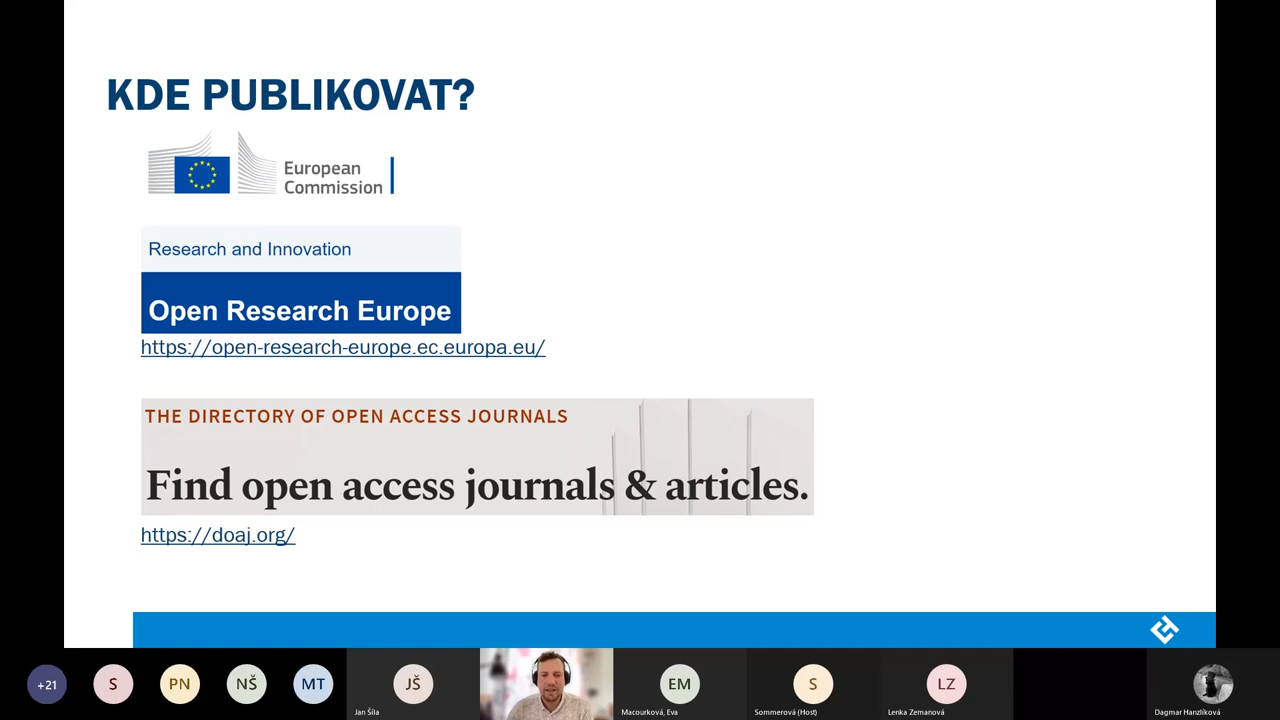 KDE PUBLIKOVAT?
European
Commission
Research and Innovation
Open Research Europe
https://open-research-europe.ec.europa.eu/
THE DIRECTORY OF OPEN ACCESS JOURNALS
Find open access journals & articles.
https://doaj.org/
+21
S
PN
NŠ
MT
JŠ
EM
S
LZ
Jan Šíla
Macourková, Eva
Sommerová (Host)
Lenka Zemanová
Dagmar Hanzlíková